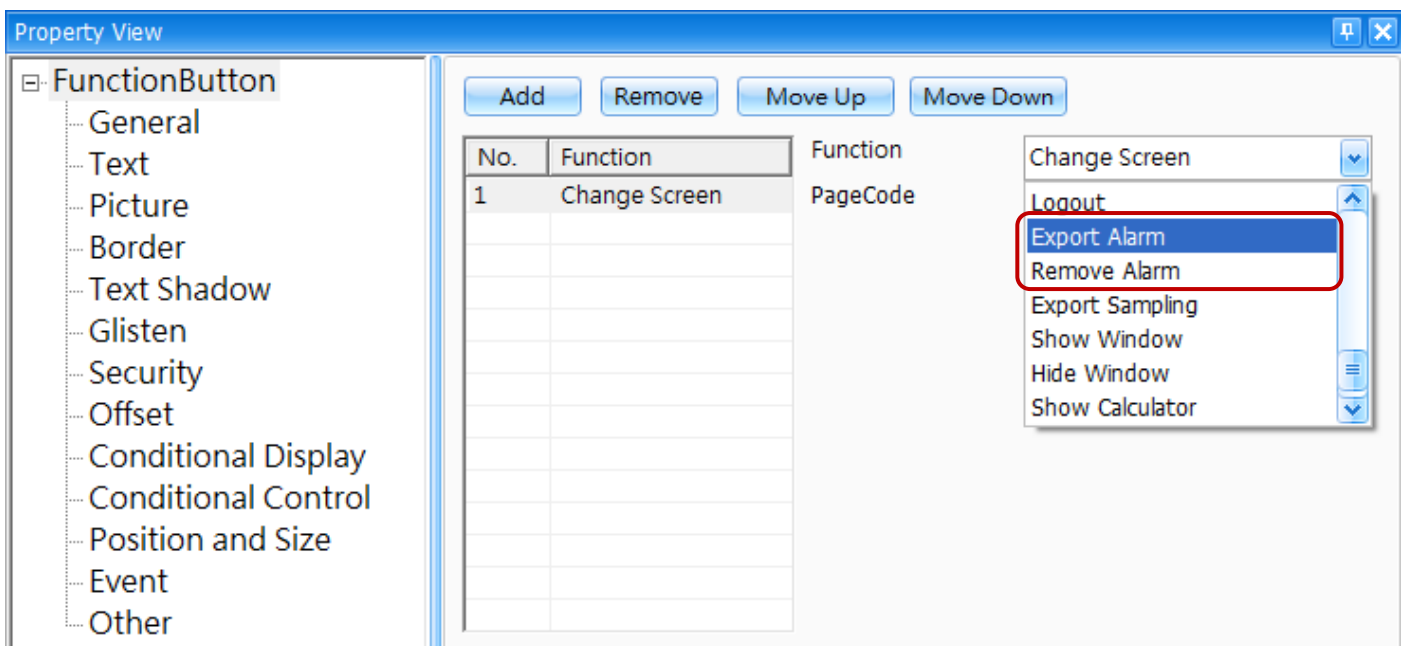 Property View
FunctionButton
General
Text
Picture
Border
Text Shadow
Glisten
Security
Offset
Conditional Display
Conditional Control
Position and Size
Event
Other
Add Remove Move Up Move Down
No. Function
1 Change Screen
Function Change Screen
PageCode
Logout
Export Alarm
Remove Alarm
Export Sampling
Show Window
Hide Window
Show Calculator